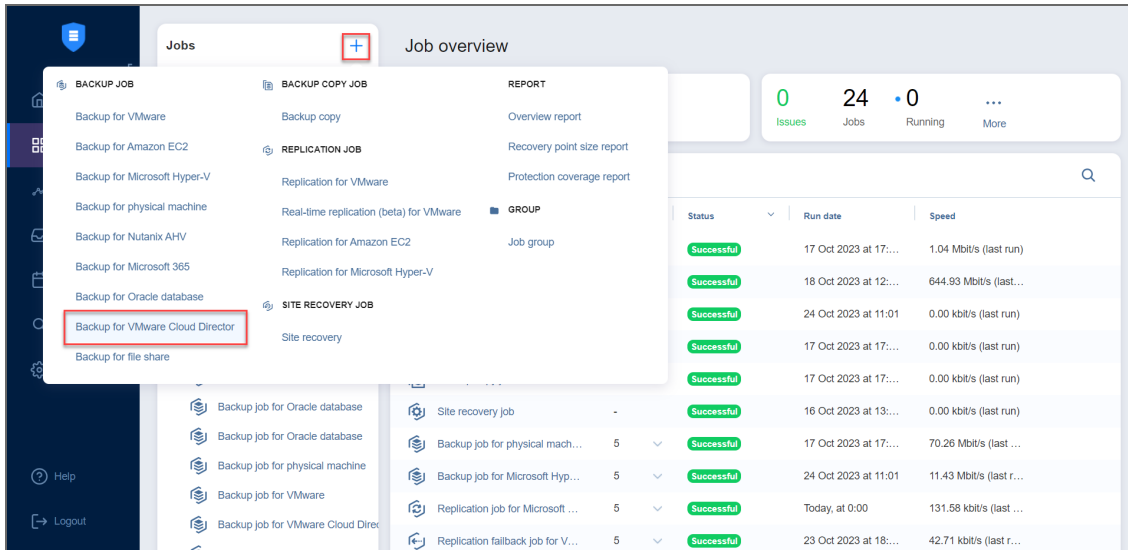 Jobs
Job overview
BACKUP JOB
Backup for VMware
Backup for Amazon EC2
Backup for Microsoft Hyper-V
Backup for physical machine
Backup for Nutanix AHV
Backup for Microsoft 365
Backup for Oracle database
Backup for VMware Cloud Director
Backup for file share
BACKUP COPY JOB
Backup copy
REPLICATION JOB
Replication for VMware
Real-time replication (beta) for VMware
Replication for Amazon EC2
Replication for Microsoft Hyper-V
SITE RECOVERY JOB
Site recovery
REPORT
Overview report
Recovery point size report
Protection coverage report
GROUP
Job group
0 24 0 ...
Issues Jobs Running More
Status Run date Speed
Successful 17 Oct 2023 at 17:... 1.04 Mbit/s (last run)
Successful 18 Oct 2023 at 12:... 644.93 Mbit/s (last...
Successful 24 Oct 2023 at 11:01 0.00 kbit/s (last run)
Successful 17 Oct 2023 at 17:... 0.00 kbit/s (last run)
Successful 17 Oct 2023 at 17:... 0.00 kbit/s (last run)
Site recovery job - Successful 16 Oct 2023 at 13:... 0.00 kbit/s (last run)
Backup job for physical mach... 5 Successful 17 Oct 2023 at 17:... 70.26 Mbit/s (last ...
Backup job for Microsoft Hyp... 5 Successful 24 Oct 2023 at 11:01 11.43 Mbit/s (last r...
Replication job for Microsoft ... 5 Successful Today, at 0:00 131.58 kbit/s (last ...
Replication failback job for V... 5 Successful 23 Oct 2023 at 18:... 42.71 kbit/s (last r...
Backup job for Oracle database
Backup job for Oracle database
Backup job for physical machine
Backup job for VMware
Backup job for VMware Cloud Direc
Help
Logout